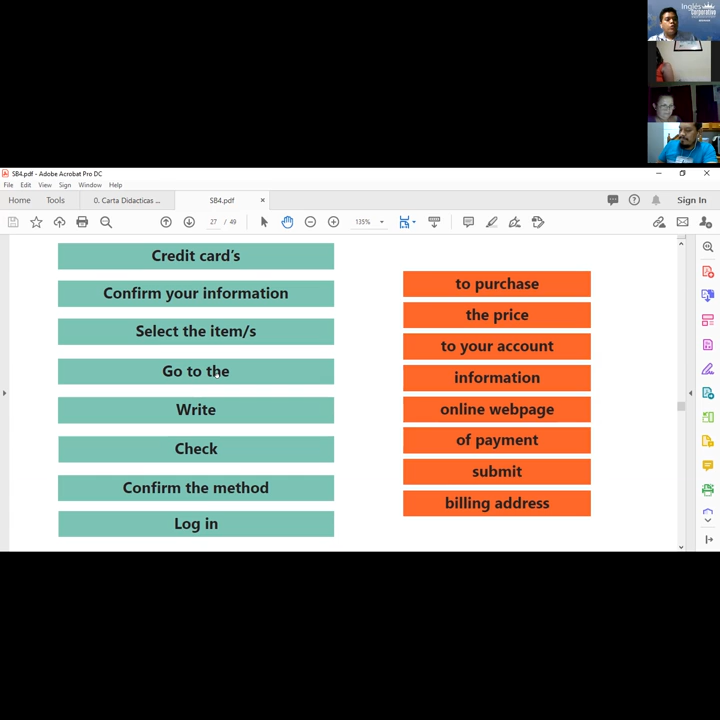 Inglés
corporativo
SB4.pdf - Adobe Acrobat Pro DC
File Edit View Sign Window Help
Home Tools 0. Carta Didacticas ... SB4.pdf × Sign In
27 / 49 135%
Credit card's
Confirm your information
Select the item/s
Go to the
Write
Check
Confirm the method
Log in
to purchase
the price
to your account
information
online webpage
of payment
submit
billing address